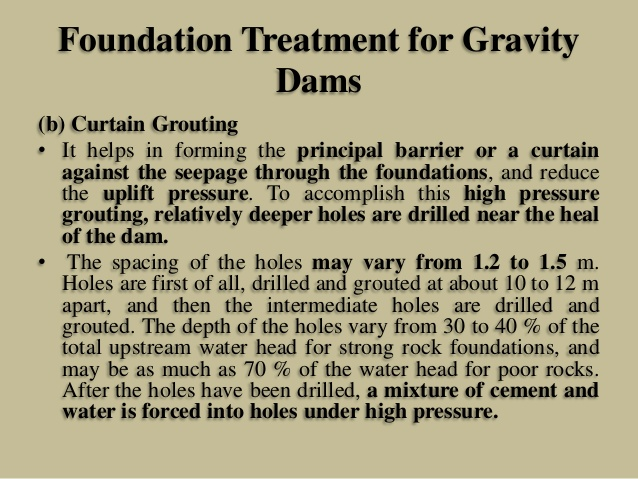 Foundation Treatment for Gravity
Dams
(b) Curtain Grouting
• It helps in forming the principal barrier or a curtain
against the seepage through the foundations, and reduce
the uplift pressure. To accomplish this high pressure
grouting, relatively deeper holes are drilled near the heal
of the dam.
• The spacing of the holes may vary from 1.2 to 1.5 m.
Holes are first of all, drilled and grouted at about 10 to 12 m
apart, and then the intermediate holes are drilled and
grouted. The depth of the holes vary from 30 to 40 % of the
total upstream water head for strong rock foundations, and
may be as much as 70 % of the water head for poor rocks.
After the holes have been drilled, a mixture of cement and
water is forced into holes under high pressure.